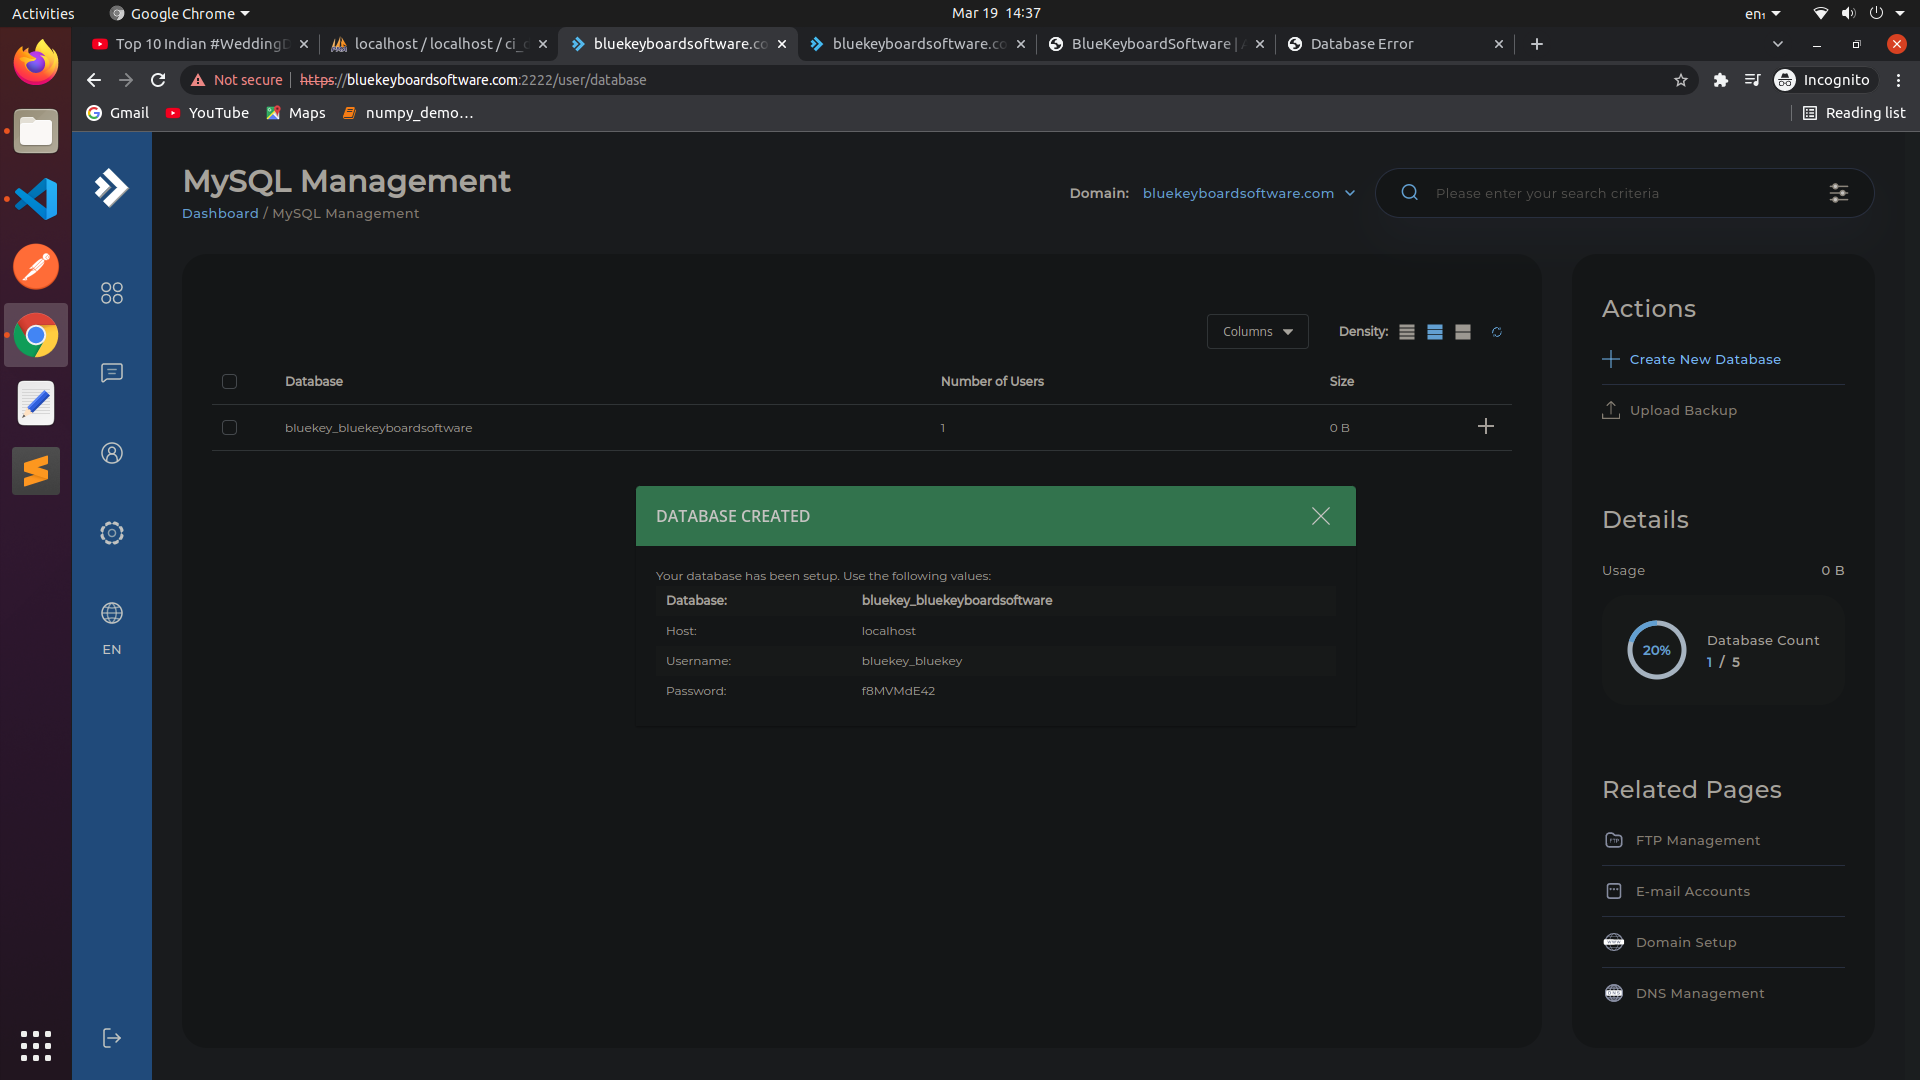 Activities
Google Chrome
Mar 19 14:37
en₁
Top 10 Indian #WeddingD
localhost / localhost / ci_c
bluekeyboardsoftware.co
bluekeyboardsoftware.co
BlueKeyboardSoftware | A
Database Error
Not secure
https://bluekeyboardsoftware.com:2222/user/database
Incognito
Gmail
YouTube
Maps
numpy_demo...
Reading list
MySQL Management
Dashboard / MySQL Management
Domain: bluekeyboardsoftware.com
Please enter your search criteria
Columns
Density:
Database
Number of Users
Size
bluekey_bluekeyboardsoftware
1
0 B
DATABASE CREATED
Your database has been setup. Use the following values:
Database: bluekey_bluekeyboardsoftware
Host: localhost
Username: bluekey_bluekey
Password: f8MVMdE42
Actions
Create New Database
Upload Backup
Details
Usage 0 B
20%
Database Count
1 / 5
Related Pages
FTP Management
E-mail Accounts
Domain Setup
DNS Management
EN